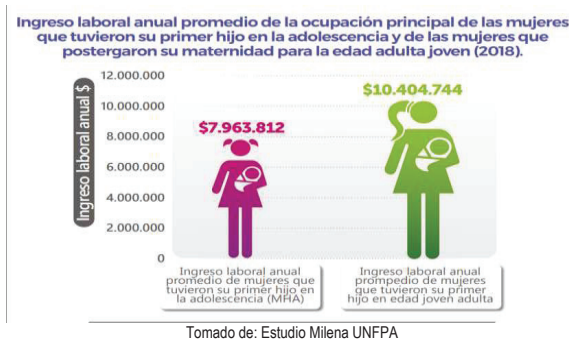 Ingreso laboral anual promedio de la ocupación principal de las mujeres
que tuvieron su primer hijo en la adolescencia y de las mujeres que
postergaron su maternidad para la edad adulta joven (2018).
Ingreso laboral anual $
12.000.000
10.000.000
8.000.000
6.000.000
4.000.000
2.000.000
0
$7.963.812
$10.404.744
Ingreso laboral anual
promedio de mujeres que
tuvieron su primer hijo en
la adolescencia (MHA)
Ingreso laboral anual
prompedio de mujeres
que tuvieron su primer
hijo en edad joven adulta
Tomado de: Estudio Milena UNFPA